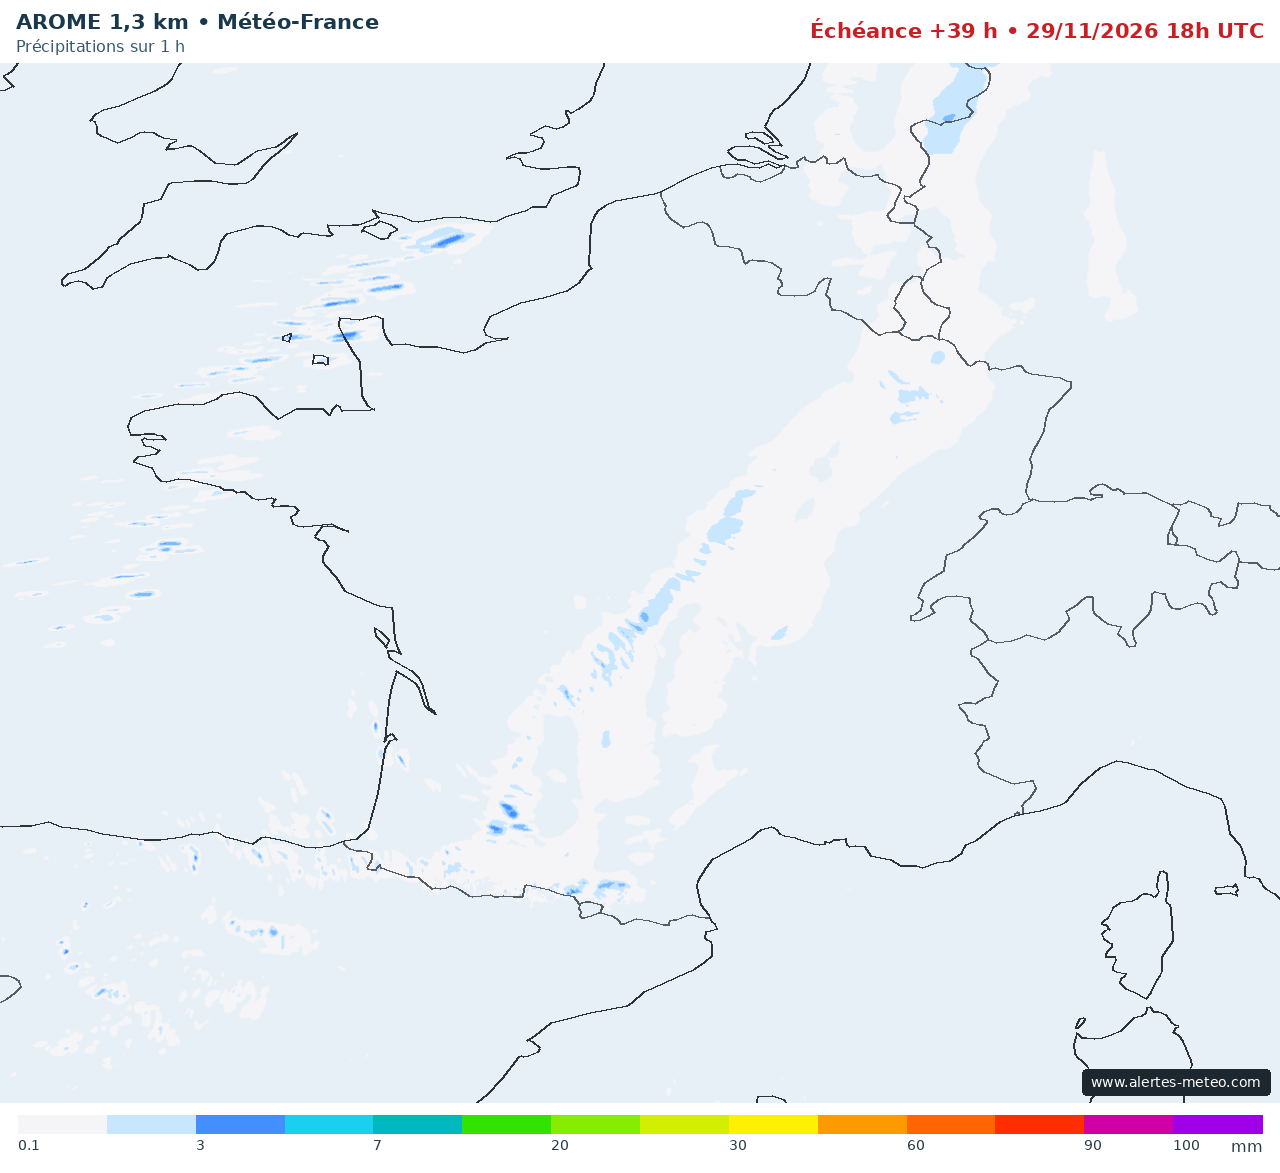 AROME 1,3 km • Météo-France
Précipitations sur 1 h
Échéance +39 h • 29/11/2026 18h UTC
www.alertes-meteo.com
0.1 3 7 20 30 60 90 100 mm